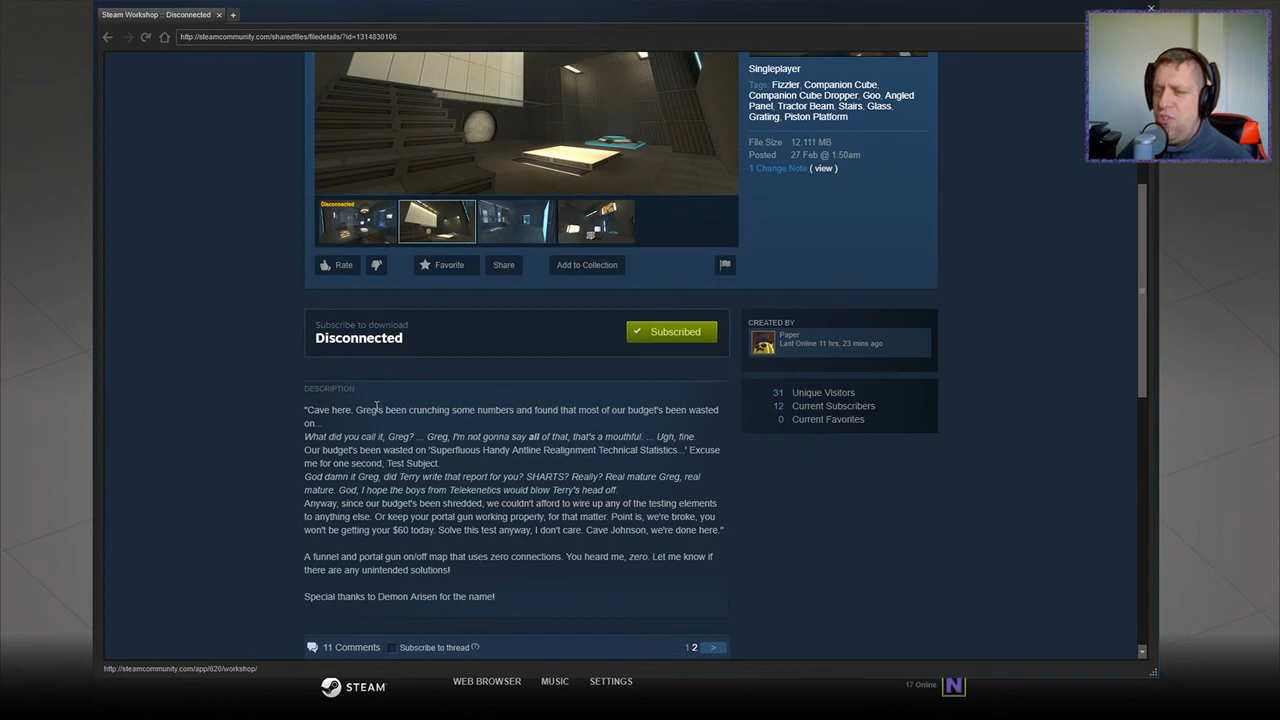 Steam Workshop :: Disconnected
http://steamcommunity.com/sharedfiles/filedetails/?id=1314830106
Singleplayer
Tags: Fizzler, Companion Cube,
Companion Cube Dropper, Goo, Angled
Panel, Tractor Beam, Stairs, Glass,
Grating, Piston Platform
File Size 12.111 MB
Posted 27 Feb @ 1:50am
1 Change Note ( view )
Disconnected
Rate
Favorite
Share
Add to Collection
Subscribe to download
Disconnected
Subscribed
CREATED BY
Paper
Last Online 11 hrs, 23 mins ago
31 Unique Visitors
12 Current Subscribers
0 Current Favorites
DESCRIPTION
"Cave here. Greg's been crunching some numbers and found that most of our budget's been wasted
on...
What did you call it, Greg? ... Greg, I'm not gonna say all of that, that's a mouthful. ... Ugh, fine.
Our budget's been wasted on 'Superfluous Handy Antline Realignment Technical Statistics...' Excuse
me for one second, Test Subject.
God damn it Greg, did Terry write that report for you? SHARTS? Really? Real mature Greg, real
mature. God, I hope the boys from Telekenetics would blow Terry's head off.
Anyway, since our budget's been shredded, we couldn't afford to wire up any of the testing elements
to anything else. Or keep your portal gun working properly, for that matter. Point is, we're broke, you
won't be getting your $60 today. Solve this test anyway, I don't care. Cave Johnson, we're done here."
A funnel and portal gun on/off map that uses zero connections. You heard me, zero. Let me know if
there are any unintended solutions!
Special thanks to Demon Arisen for the name!
11 Comments
Subscribe to thread (?)
1 2 >
http://steamcommunity.com/app/620/workshop/
STEAM
WEB BROWSER
MUSIC
SETTINGS
17 Online
N